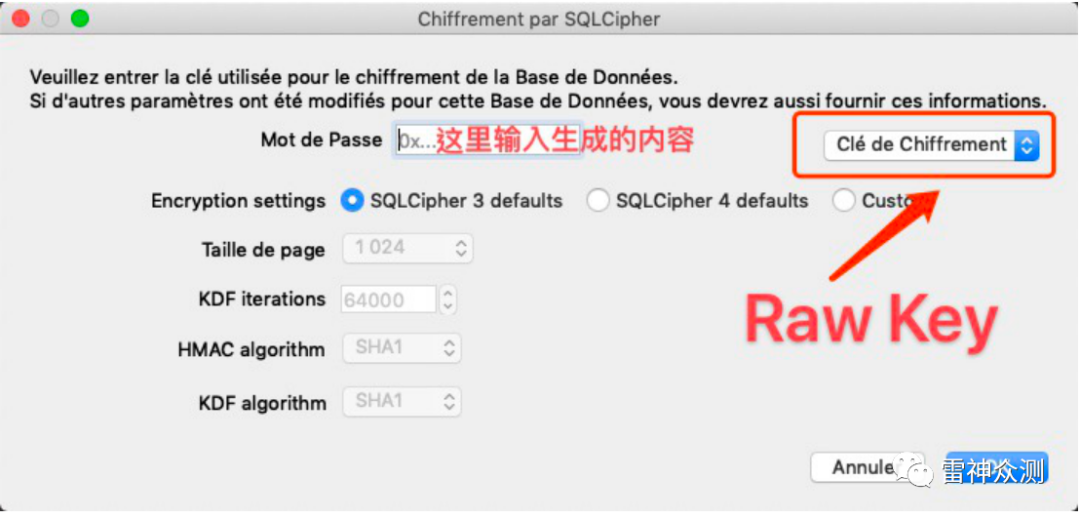 Chiffrement par SQLCipher
Veuillez entrer la clé utilisée pour le chiffrement de la Base de Données.
Si d'autres paramètres ont été modifiés pour cette Base de Données, vous devrez aussi fournir ces informations.
Mot de Passe 0x...这里输入生成的内容 Clé de Chiffrement
Encryption settings SQLCipher 3 defaults SQLCipher 4 defaults
Taille de page 1 024
Raw Key
KDF iterations 64000
HMAC algorithm SHA1
KDF algorithm SHA1
雷神众测